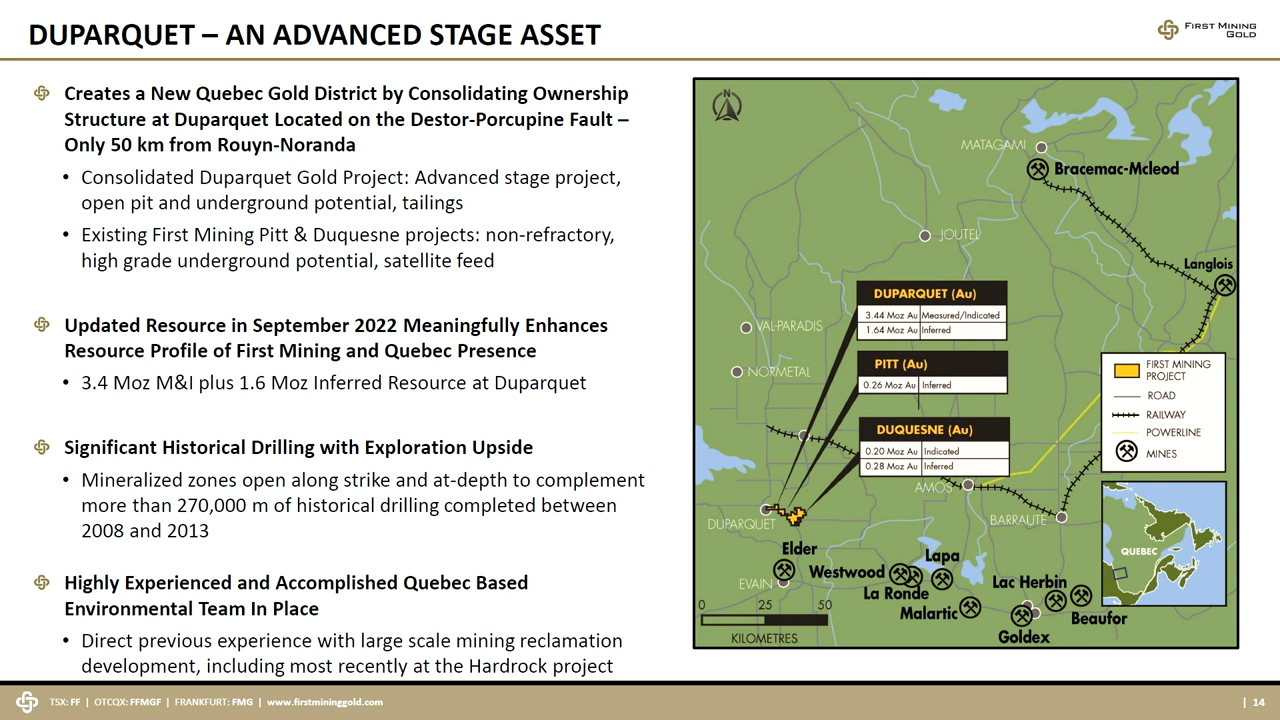 DUPARQUET – AN ADVANCED STAGE ASSET
FIRST MINING
GOLD
Creates a New Quebec Gold District by Consolidating Ownership
Structure at Duparquet Located on the Destor-Porcupine Fault –
Only 50 km from Rouyn-Noranda
• Consolidated Duparquet Gold Project: Advanced stage project,
open pit and underground potential, tailings
• Existing First Mining Pitt & Duquesne projects: non-refractory,
high grade underground potential, satellite feed
Updated Resource in September 2022 Meaningfully Enhances
Resource Profile of First Mining and Quebec Presence
• 3.4 Moz M&I plus 1.6 Moz Inferred Resource at Duparquet
Significant Historical Drilling with Exploration Upside
• Mineralized zones open along strike and at-depth to complement
more than 270,000 m of historical drilling completed between
2008 and 2013
Highly Experienced and Accomplished Quebec Based
Environmental Team In Place
• Direct previous experience with large scale mining reclamation
development, including most recently at the Hardrock project
N
MATAGAMI
Bracemac-Mcleod
JOUTEL
Langlois
DUPARQUET (Au)
3.44 Moz Au Measured/Indicated
1.64 Moz Au Inferred
VAL-PARADIS
PITT (Au)
0.26 Moz Au Inferred
NORMETAL
FIRST MINING
PROJECT
ROAD
RAILWAY
POWERLINE
MINES
DUQUESNE (Au)
0.20 Moz Au Indicated
0.28 Moz Au Inferred
AMOS
DUPARQUET
BARRAUTE
QUEBEC
Elder
Westwood
Lapa
EVAIN
La Ronde
Lac Herbin
Malartic
Beaufor
Goldex
0 25 50
KILOMETRES
TSX: FF | OTCQX: FFMGF | FRANKFURT: FMG | www.firstmininggold.com
| 14